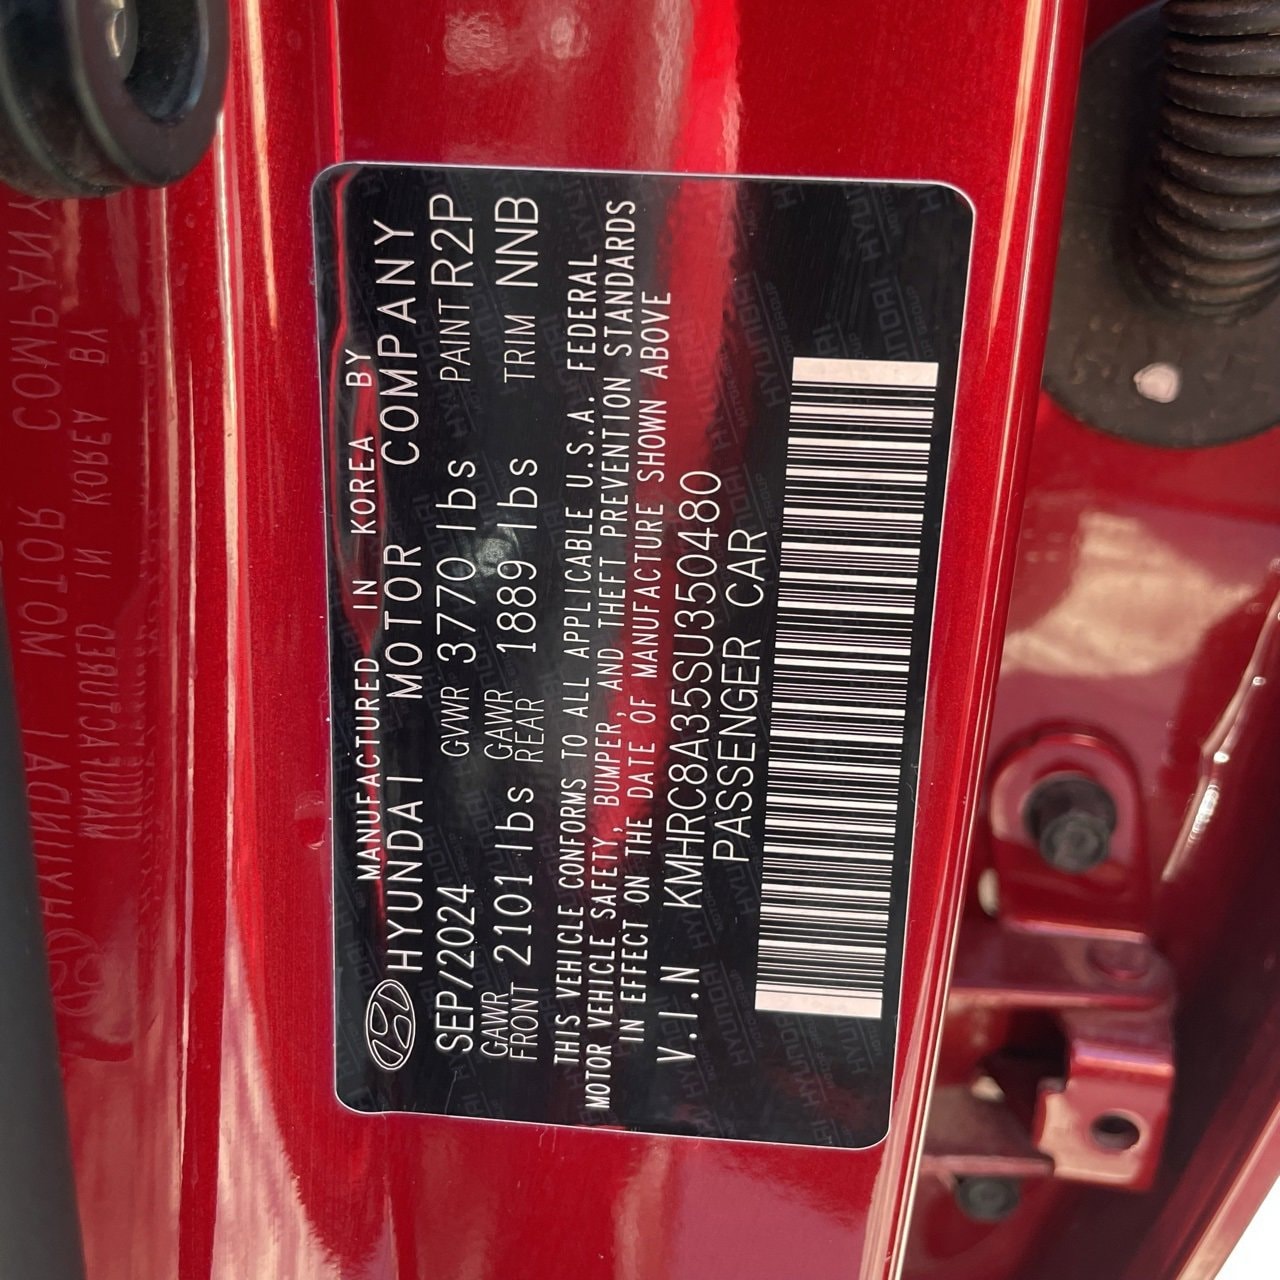 MANUFACTURED IN KOREA BY
HYUNDAI MOTOR COMPANY
SEP/2024 GVWR 3770 lbs PAINT R2P
GAWR FRONT 2101 lbs GAWR REAR 1889 lbs TRIM NNB
THIS VEHICLE CONFORMS TO ALL APPLICABLE U.S.A. FEDERAL
MOTOR VEHICLE SAFETY, BUMPER, AND THEFT PREVENTION STANDARDS
IN EFFECT ON THE DATE OF MANUFACTURE SHOWN ABOVE
V.I.N KMHRC8A35SU350480
PASSENGER CAR